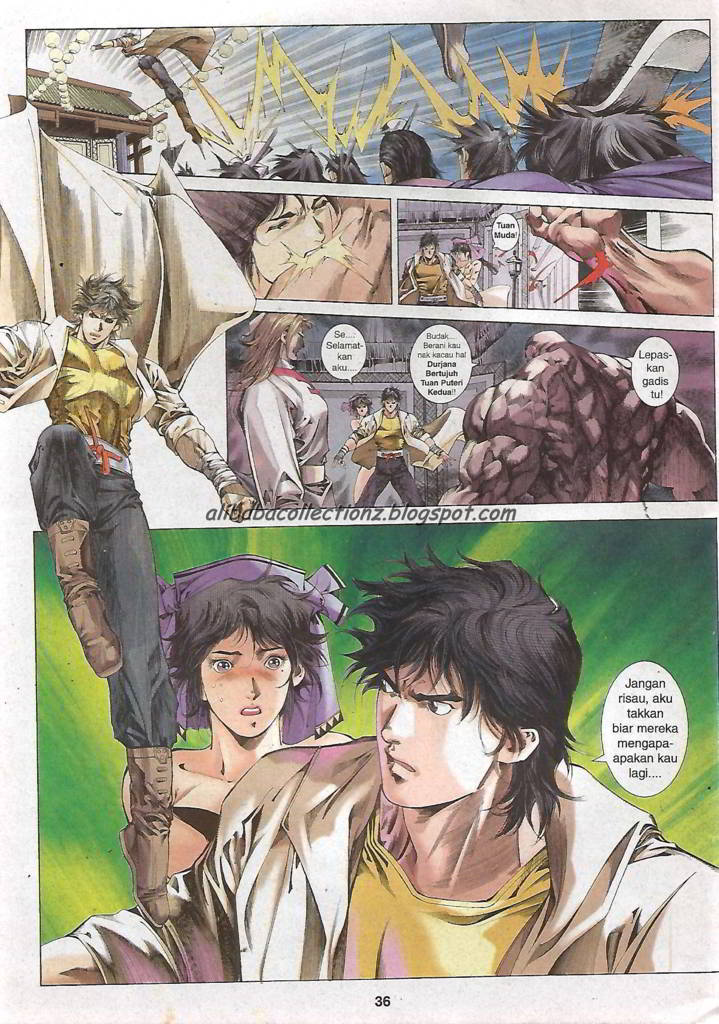 Tuan
Muda!
Se...:
Selamat-
kan
aku....
Budak...
Berani kau
nak kacau ha!
Durjana
Bertujuh
Tuan Puteri
Kedua!!
Lepas-
kan
gadis
tu!
alibabacollectionz.blogspot.com
Jangan
risau, aku
takkan
biar mereka
mengapa-
apakan kau
lagi....
36